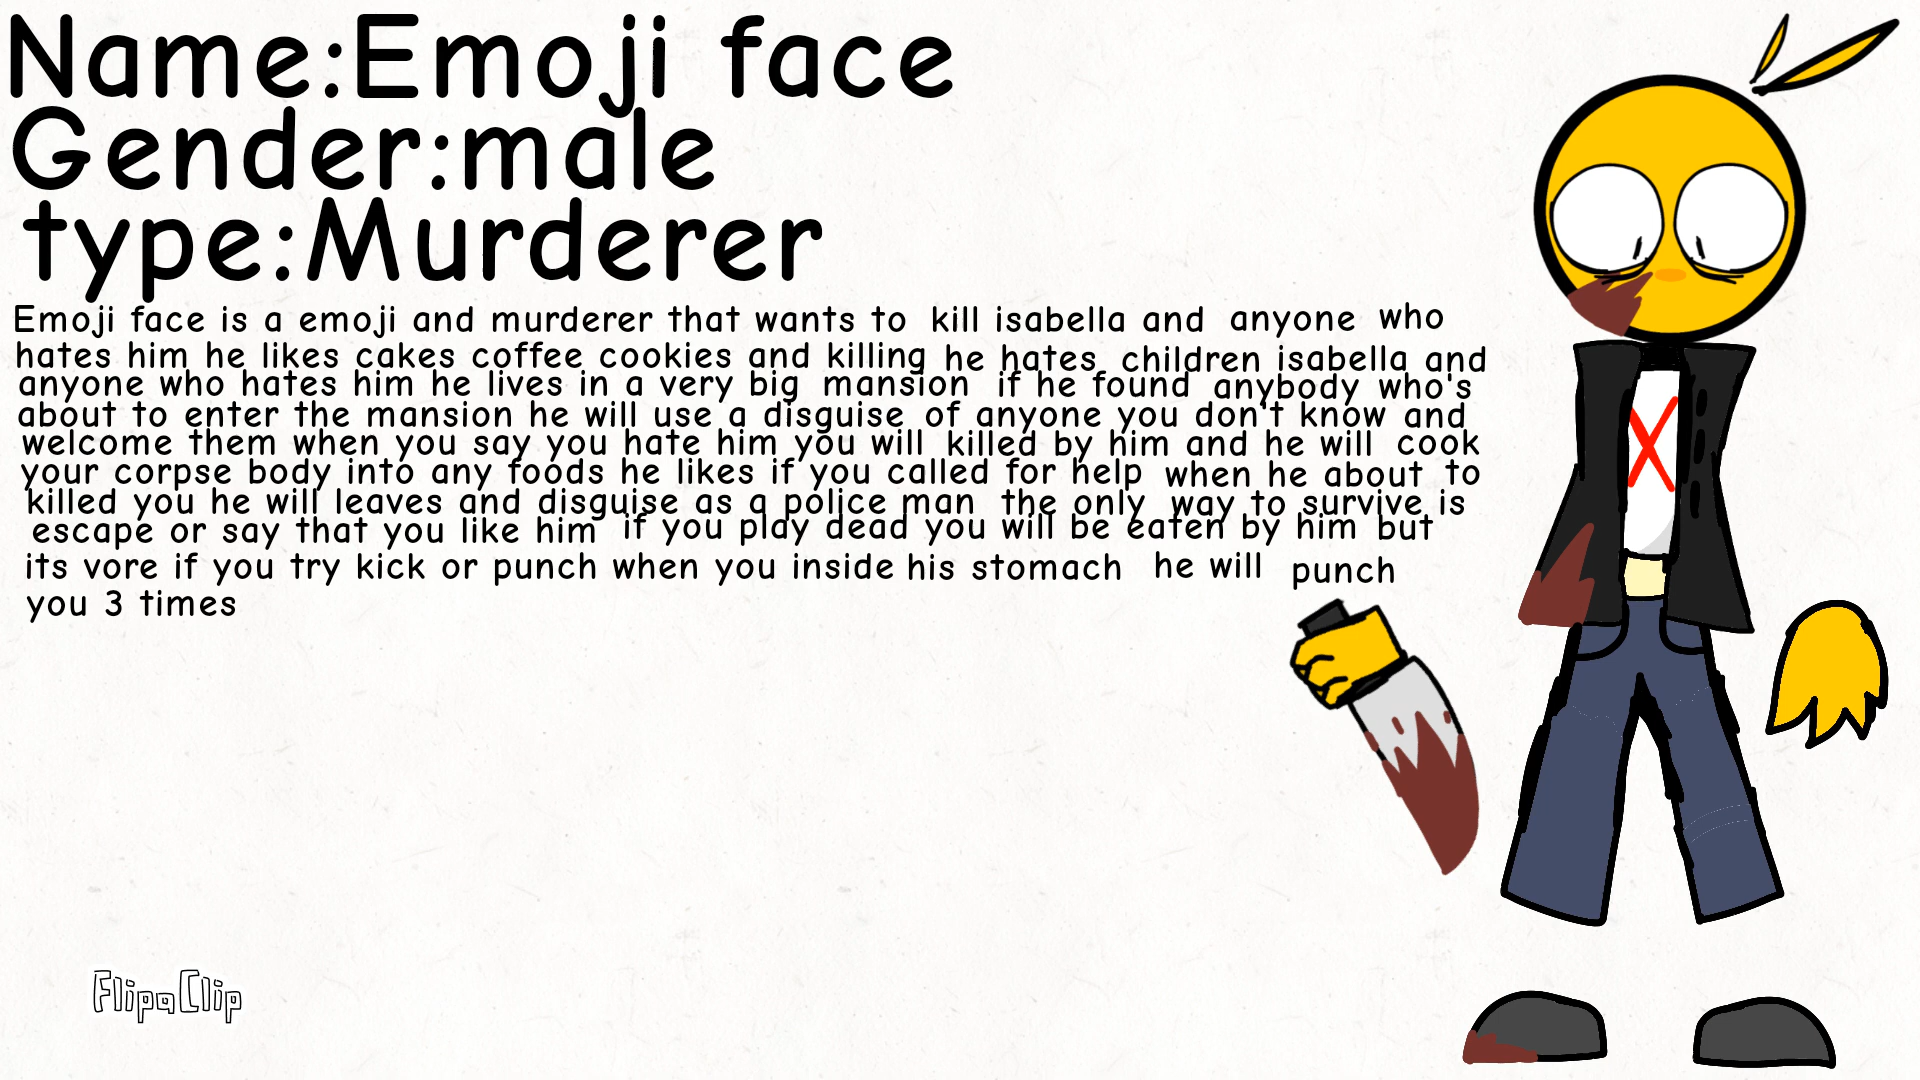 Name:Emoji face
Gender:male
type:Murderer
Emoji face is a emoji and murderer that wants to kill isabella and anyone who
hates him he likes cakes coffee cookies and killing he hates children isabella and
anyone who hates him he lives in a very big mansion if he found anybody who's
about to enter the mansion he will use a disguise of anyone you don't know and
welcome them when you say you hate him you will killed by him and he will cook
your corpse body into any foods he likes if you called for help when he about to
killed you he will leaves and disguise as a police man the only way to survive is
escape or say that you like him if you play dead you will be eaten by him but
its vore if you try kick or punch when you inside his stomach he will punch
you 3 times
FlipaClip